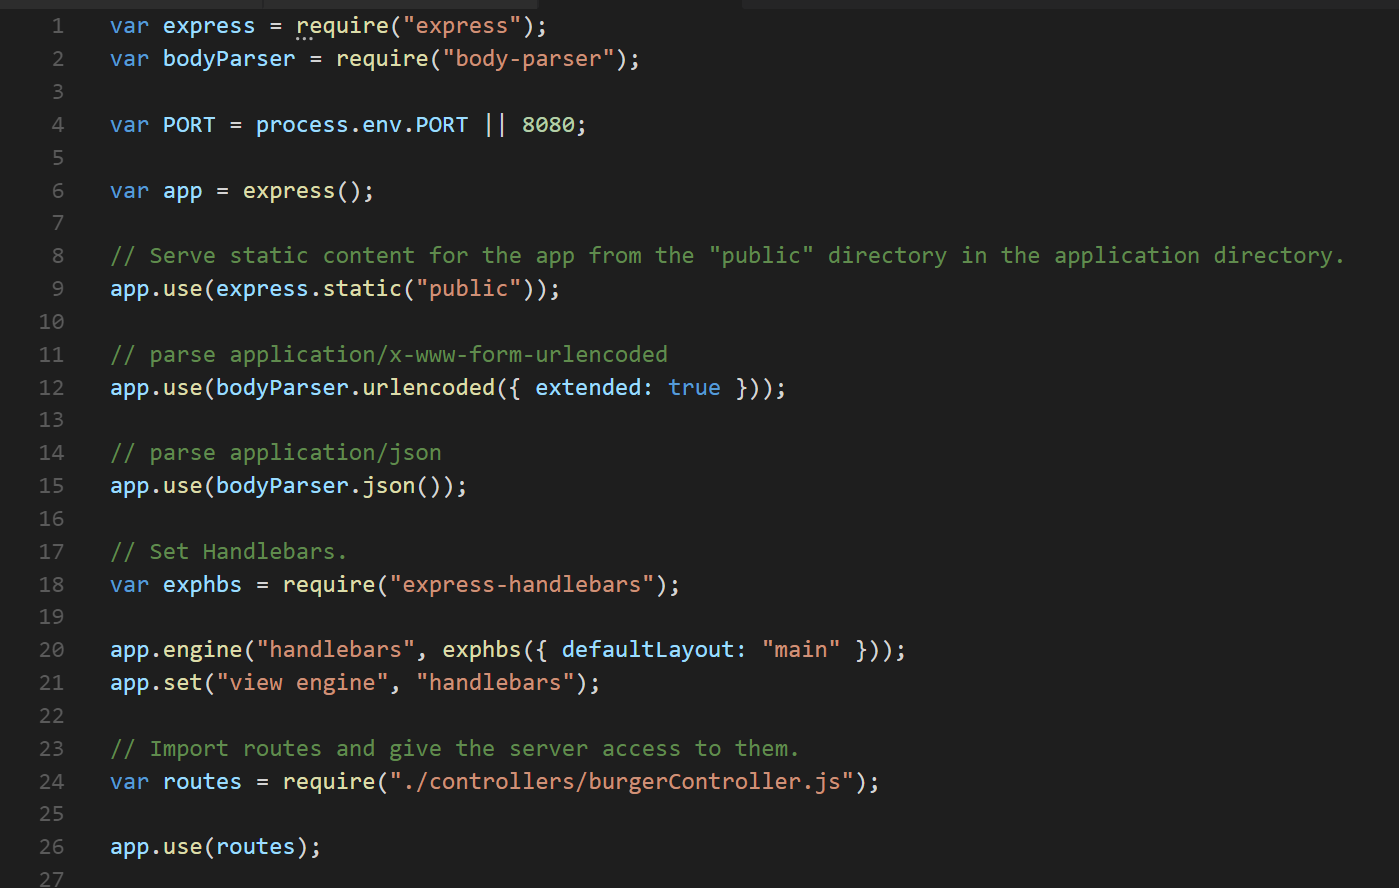 1 var express = require("express");
2 var bodyParser = require("body-parser");
3
4 var PORT = process.env.PORT || 8080;
5
6 var app = express();
7
8 // Serve static content for the app from the "public" directory in the application directory.
9 app.use(express.static("public"));
10
11 // parse application/x-www-form-urlencoded
12 app.use(bodyParser.urlencoded({ extended: true }));
13
14 // parse application/json
15 app.use(bodyParser.json());
16
17 // Set Handlebars.
18 var exphbs = require("express-handlebars");
19
20 app.engine("handlebars", exphbs({ defaultLayout: "main" }));
21 app.set("view engine", "handlebars");
22
23 // Import routes and give the server access to them.
24 var routes = require("./controllers/burgerController.js");
25
26 app.use(routes);
27